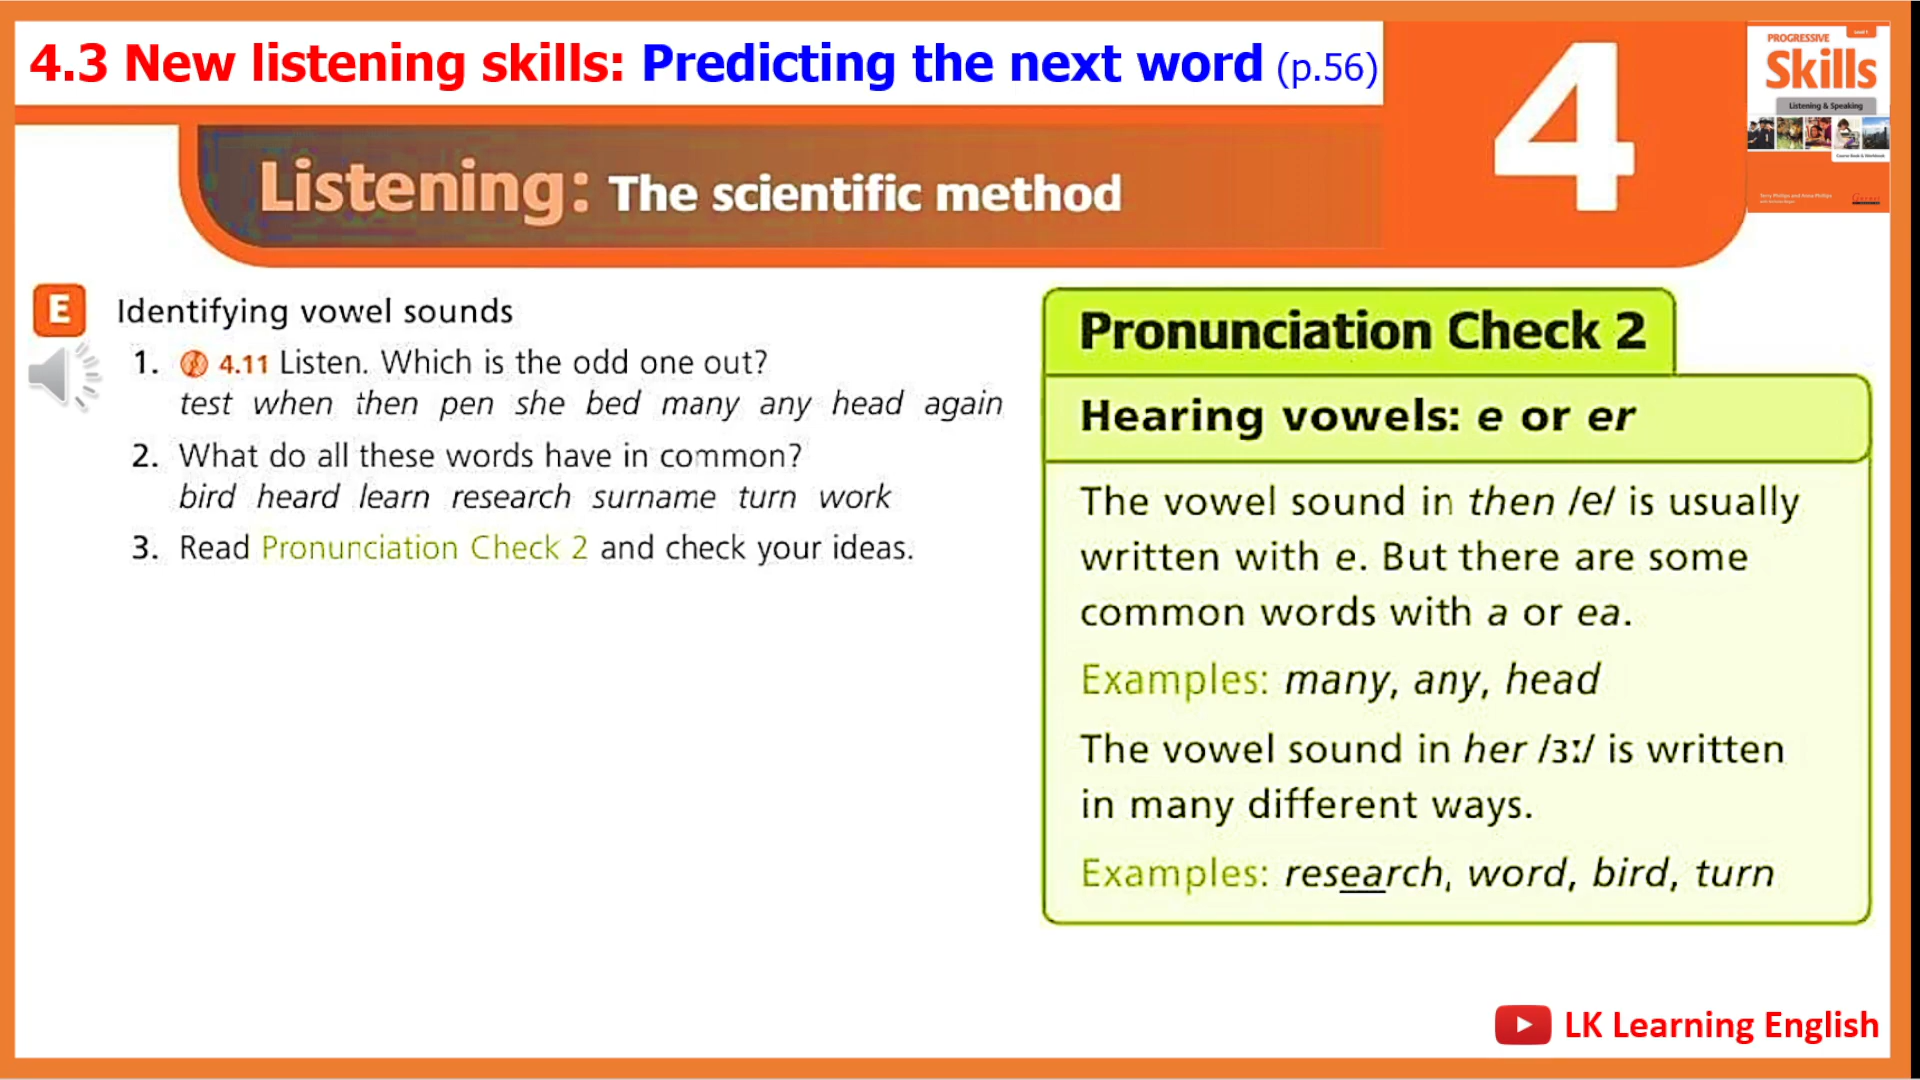 4.3 New listening skills: Predicting the next word (p.56)
4
PROGRESSIVE
Skills
Listening & Speaking
Listening: The scientific method
E Identifying vowel sounds
1. 4.11 Listen. Which is the odd one out?
test when then pen she bed many any head again
2. What do all these words have in common?
bird heard learn research surname turn work
3. Read Pronunciation Check 2 and check your ideas.
Pronunciation Check 2
Hearing vowels: e or er
The vowel sound in then /e/ is usually
written with e. But there are some
common words with a or ea.
Examples: many, any, head
The vowel sound in her /ɜː/ is written
in many different ways.
Examples: research, word, bird, turn
LK Learning English